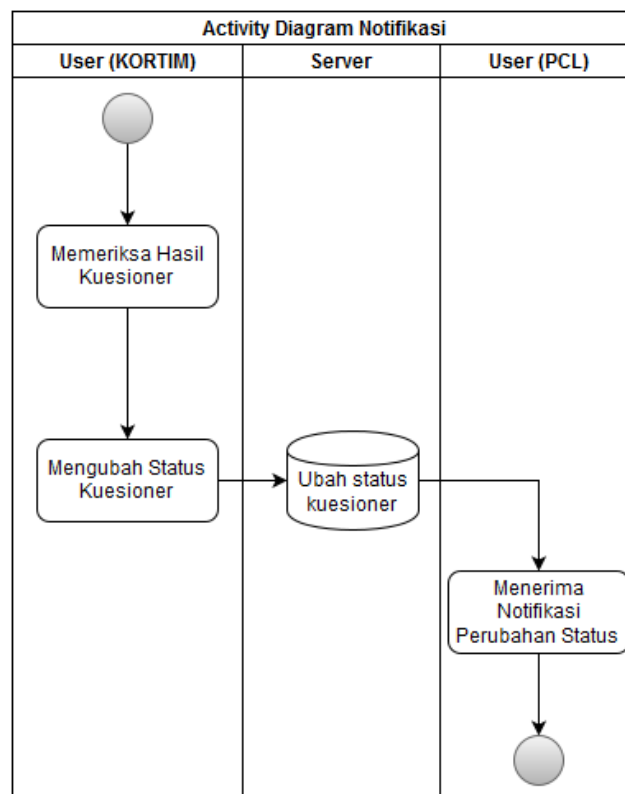 Activity Diagram Notifikasi
User (KORTIM)
Server
User (PCL)
Memeriksa Hasil
Kuesioner
Mengubah Status
Kuesioner
Ubah status
kuesioner
Menerima
Notifikasi
Perubahan Status